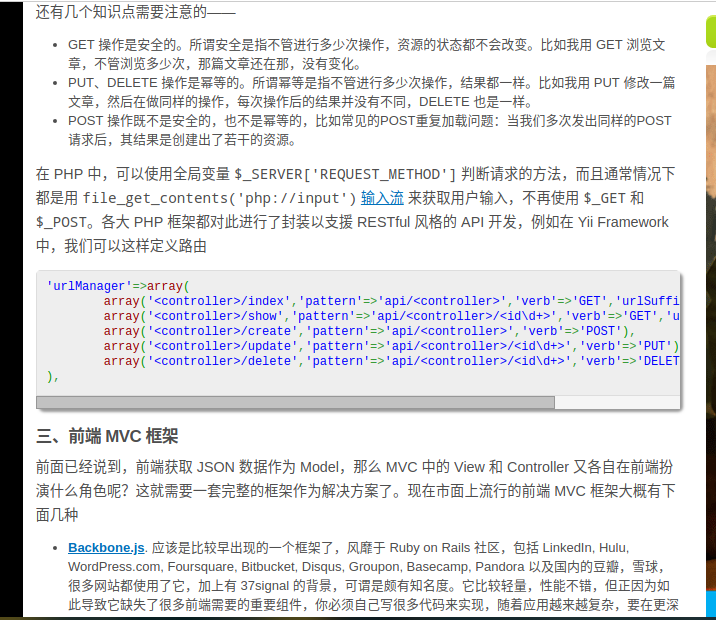 还有几个知识点需要注意的——
GET 操作是安全的。所谓安全是指不管进行多少次操作，资源的状态都不会改变。比如我用 GET 浏览文
章，不管浏览多少次，那篇文章还在那，没有变化。
PUT、DELETE 操作是幂等的。所谓幂等是指不管进行多少次操作，结果都一样。比如我用 PUT 修改一篇
文章，然后在做同样的操作，每次操作后的结果并没有不同，DELETE 也是一样。
POST 操作既不是安全的，也不是幂等的，比如常见的POST重复加载问题：当我们多次发出同样的POST
请求后，其结果是创建出了若干的资源。
在 PHP 中，可以使用全局变量 $_SERVER['REQUEST_METHOD'] 判断请求的方法，而且通常情况下
都是用 file_get_contents('php://input') 输入流 来获取用户输入，不再使用 $_GET 和
$_POST。各大 PHP 框架都对此进行了封装以支援 RESTful 风格的 API 开发，例如在 Yii Framework
中，我们可以这样定义路由
'urlManager'=>array(
array('<controller>/index','pattern'=>'api/<controller>','verb'=>'GET','urlSuffi
array('<controller>/show','pattern'=>'api/<controller>/<id\d+>','verb'=>'GET','u
array('<controller>/create','pattern'=>'api/<controller>','verb'=>'POST'),
array('<controller>/update','pattern'=>'api/<controller>/<id\d+>','verb'=>'PUT')
array('<controller>/delete','pattern'=>'api/<controller>/<id\d+>','verb'=>'DELET
),
三、前端 MVC 框架
前面已经说到，前端获取 JSON 数据作为 Model，那么 MVC 中的 View 和 Controller 又各自在前端扮
演什么角色呢？这就需要一套完整的框架作为解决方案了。现在市面上流行的前端 MVC 框架大概有下
面几种
Backbone.js. 应该是比较早出现的一个框架了，风靡于 Ruby on Rails 社区，包括 LinkedIn, Hulu,
WordPress.com, Foursquare, Bitbucket, Disqus, Groupon, Basecamp, Pandora 以及国内的豆瓣，雪球，
很多网站都使用了它，加上有 37signal 的背景，可谓是颇有知名度。它比较轻量，性能不错，但正因为如
此导致它缺失了很多前端需要的重要组件，你必须自己写很多代码来实现，随着应用越来越复杂，要在更深